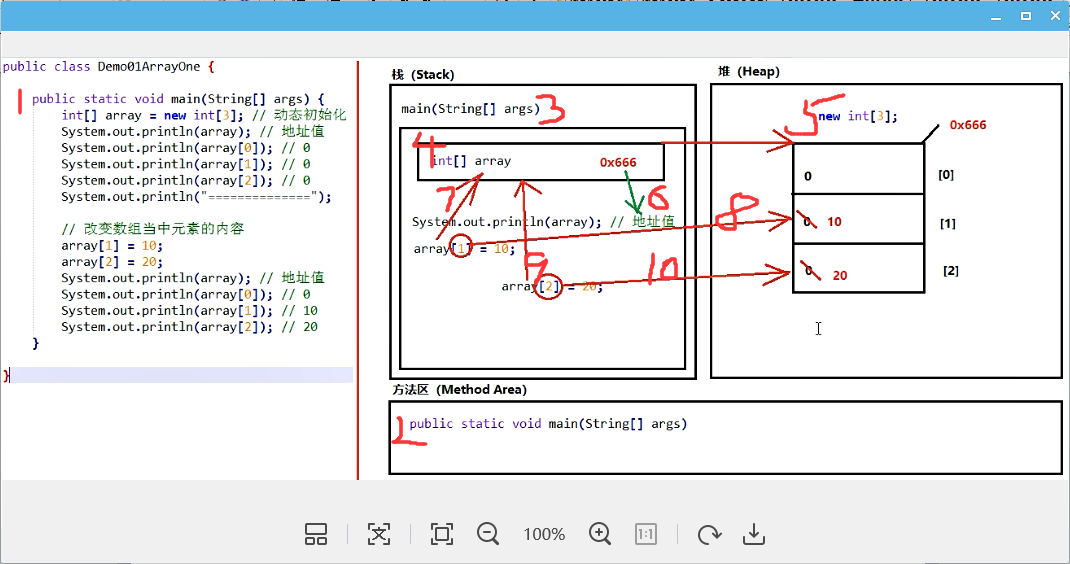 public class Demo01ArrayOne {
1
public static void main(String[] args) {
int[] array = new int[3]; // 动态初始化
System.out.println(array); // 地址值
System.out.println(array[0]); // 0
System.out.println(array[1]); // 0
System.out.println(array[2]); // 0
System.out.println("==============");
// 改变数组当中元素的内容
array[1] = 10;
array[2] = 20;
System.out.println(array); // 地址值
System.out.println(array[0]); // 0
System.out.println(array[1]); // 10
System.out.println(array[2]); // 20
}
}
栈 (Stack)
main(String[] args) 3
4
int[] array 0x666
7 6
System.out.println(array); // 地址值
8
array[1] = 10;
9 10
array[2] = 20;
堆 (Heap)
5 new int[3];
0x666
0 [0]
0 10 [1]
0 20 [2]
方法区 (Method Area)
2 public static void main(String[] args)
100%
1:1